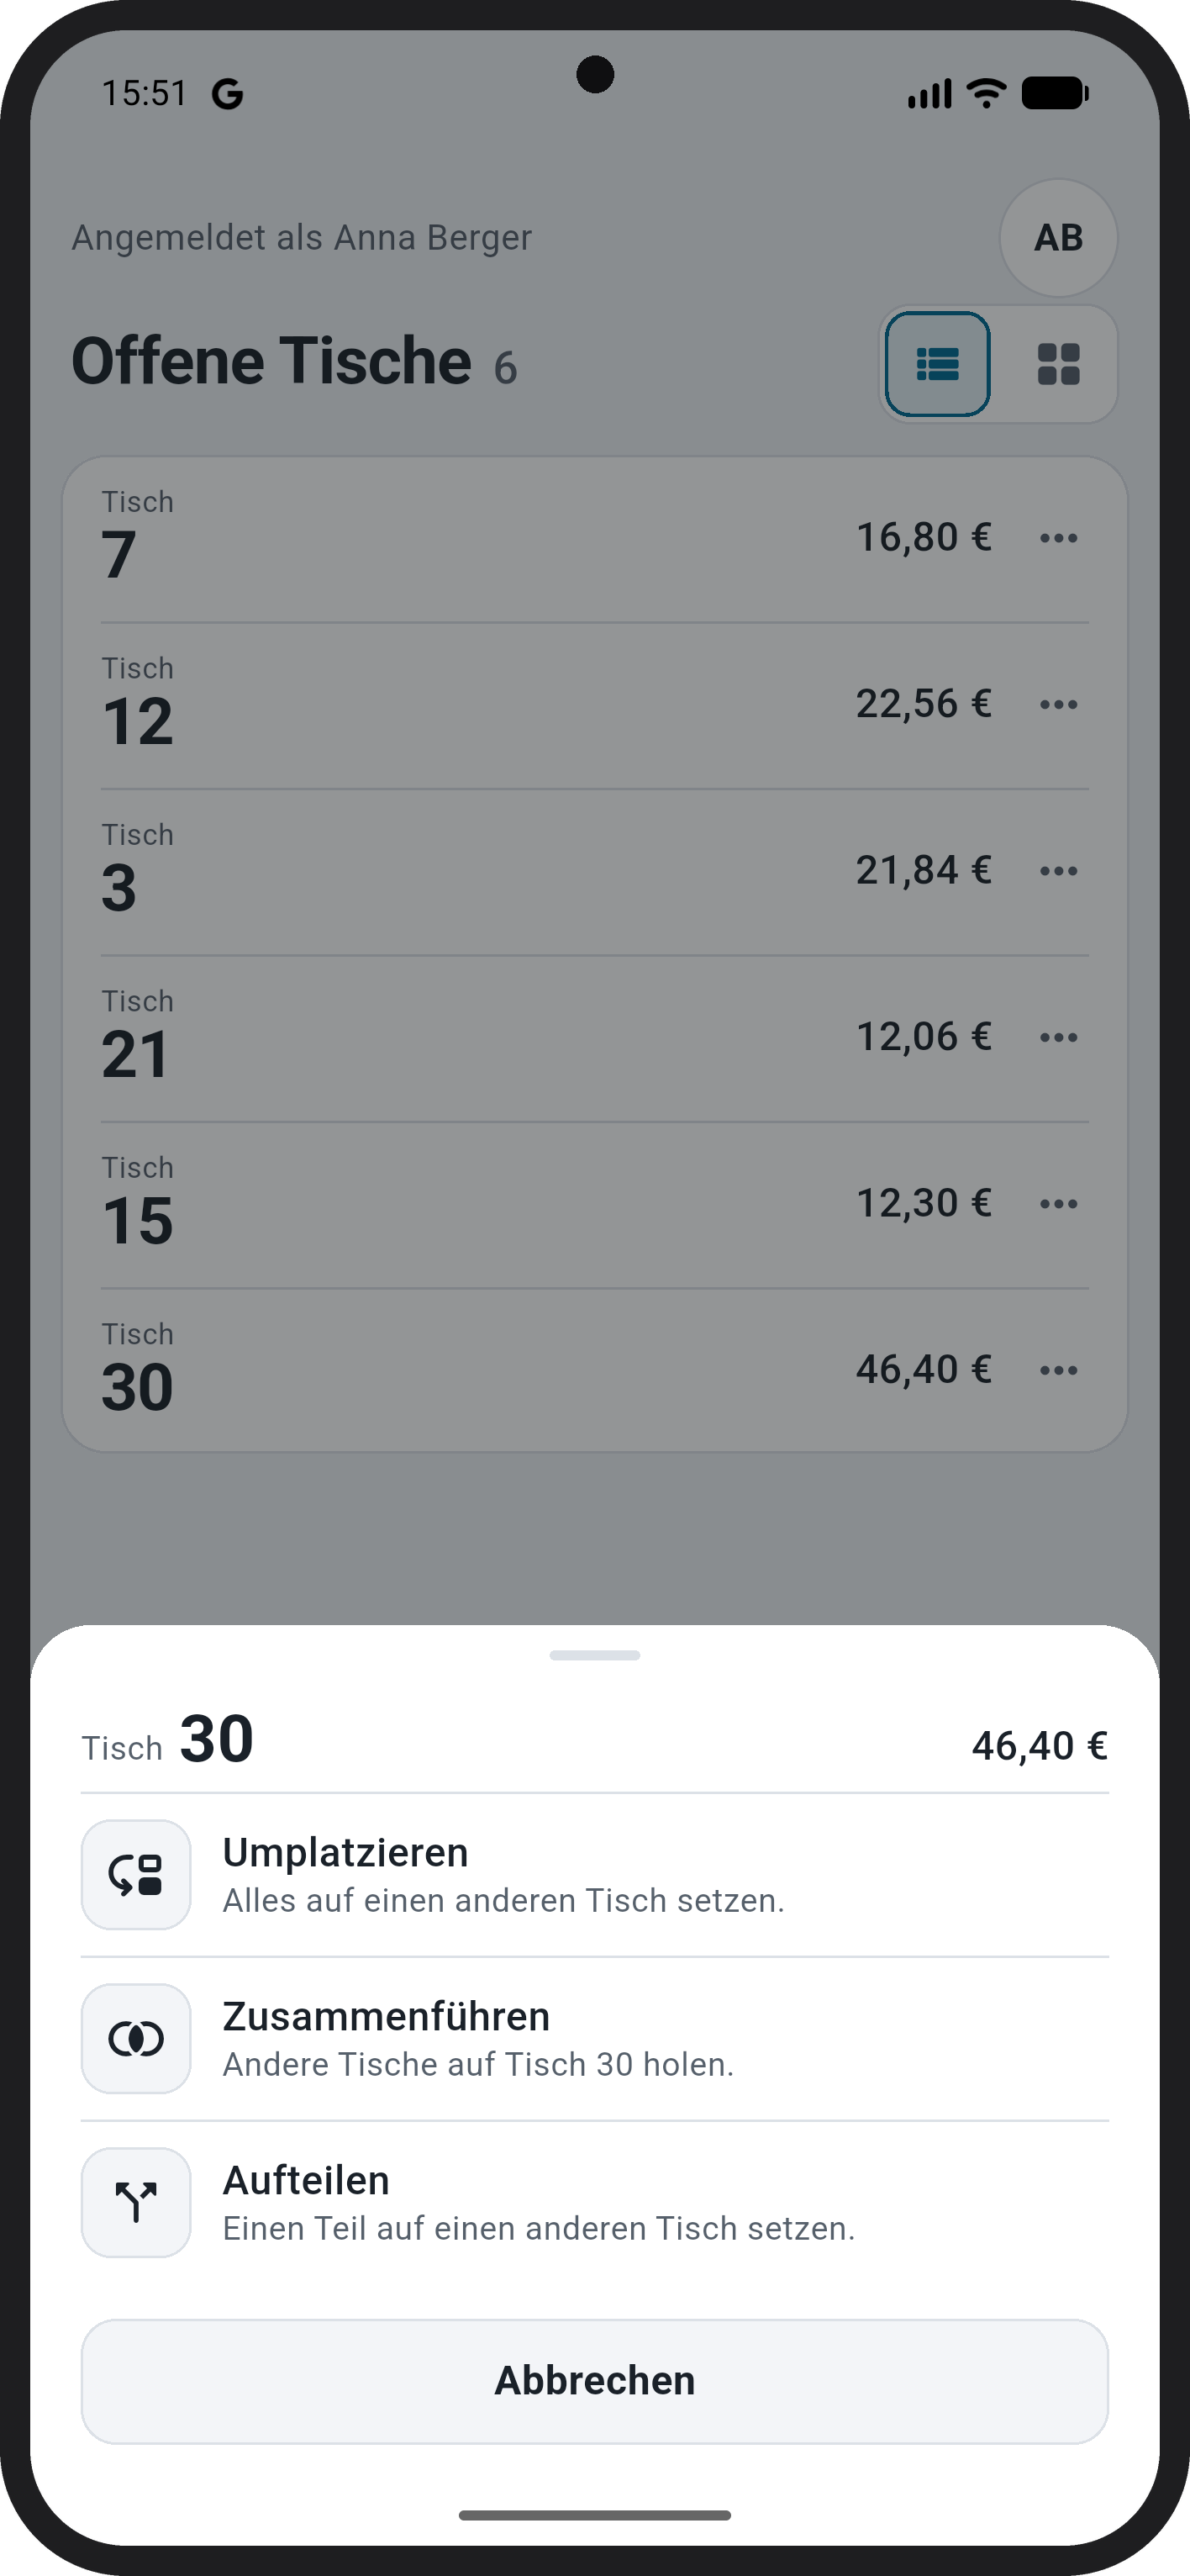 15:51 G
Angemeldet als Anna Berger
AB
Offene Tische 6
Tisch
7
16,80 €
Tisch
12
22,56 €
Tisch
3
21,84 €
Tisch
21
12,06 €
Tisch
15
12,30 €
Tisch
30
46,40 €
Tisch 30
46,40 €
Umplatzieren
Alles auf einen anderen Tisch setzen.
Zusammenführen
Andere Tische auf Tisch 30 holen.
Aufteilen
Einen Teil auf einen anderen Tisch setzen.
Abbrechen